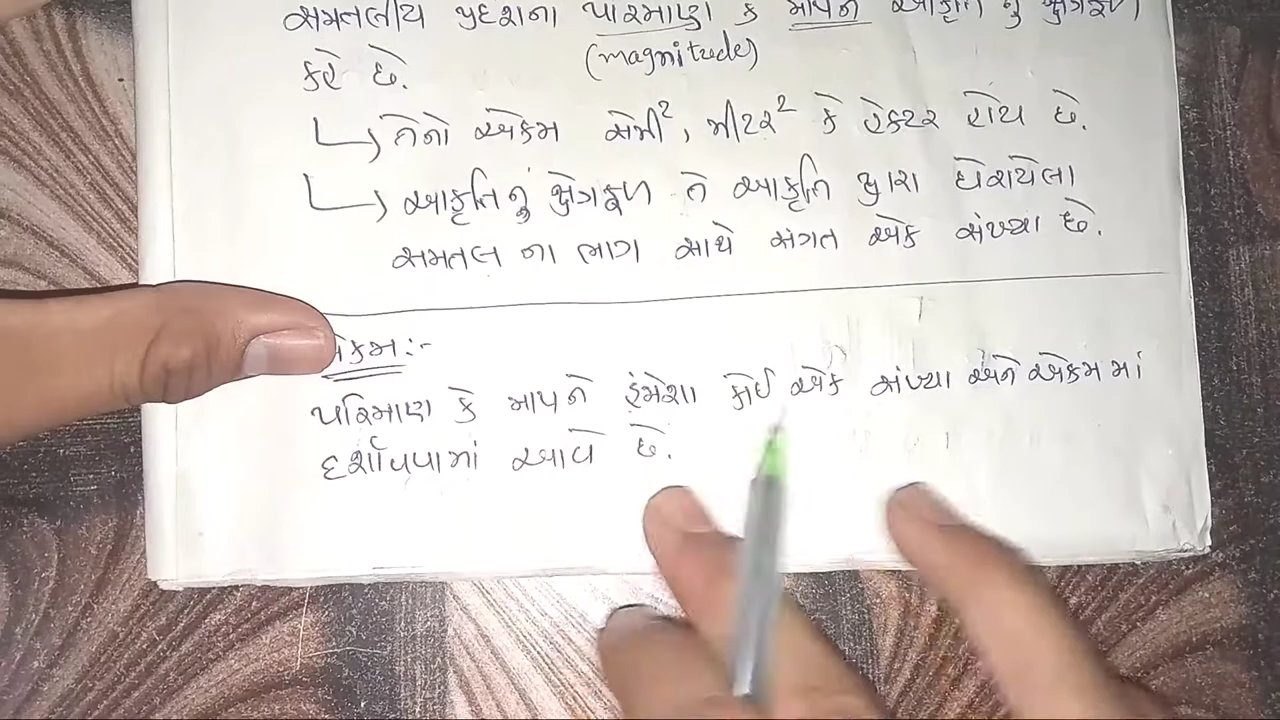 સમતલીય પ્રદેશના પરિમાણ કે માપને આકૃતિ નું ક્ષેત્રફળ
(magnitude)
કહે છે.
તેનો એકમ સેમી², મીટર² કે હેક્ટર હોય છે.
આકૃતિનું ક્ષેત્રફળ તે આકૃતિ દ્વારા ઘેરાયેલા
સમતલ ના ભાગ સાથે સંગત એક સંખ્યા છે.
એકમ:-
પરિમાણ કે માપને હંમેશા કોઈ એક સંખ્યા અને એકમ માં
દર્શાવવામાં આવે છે.